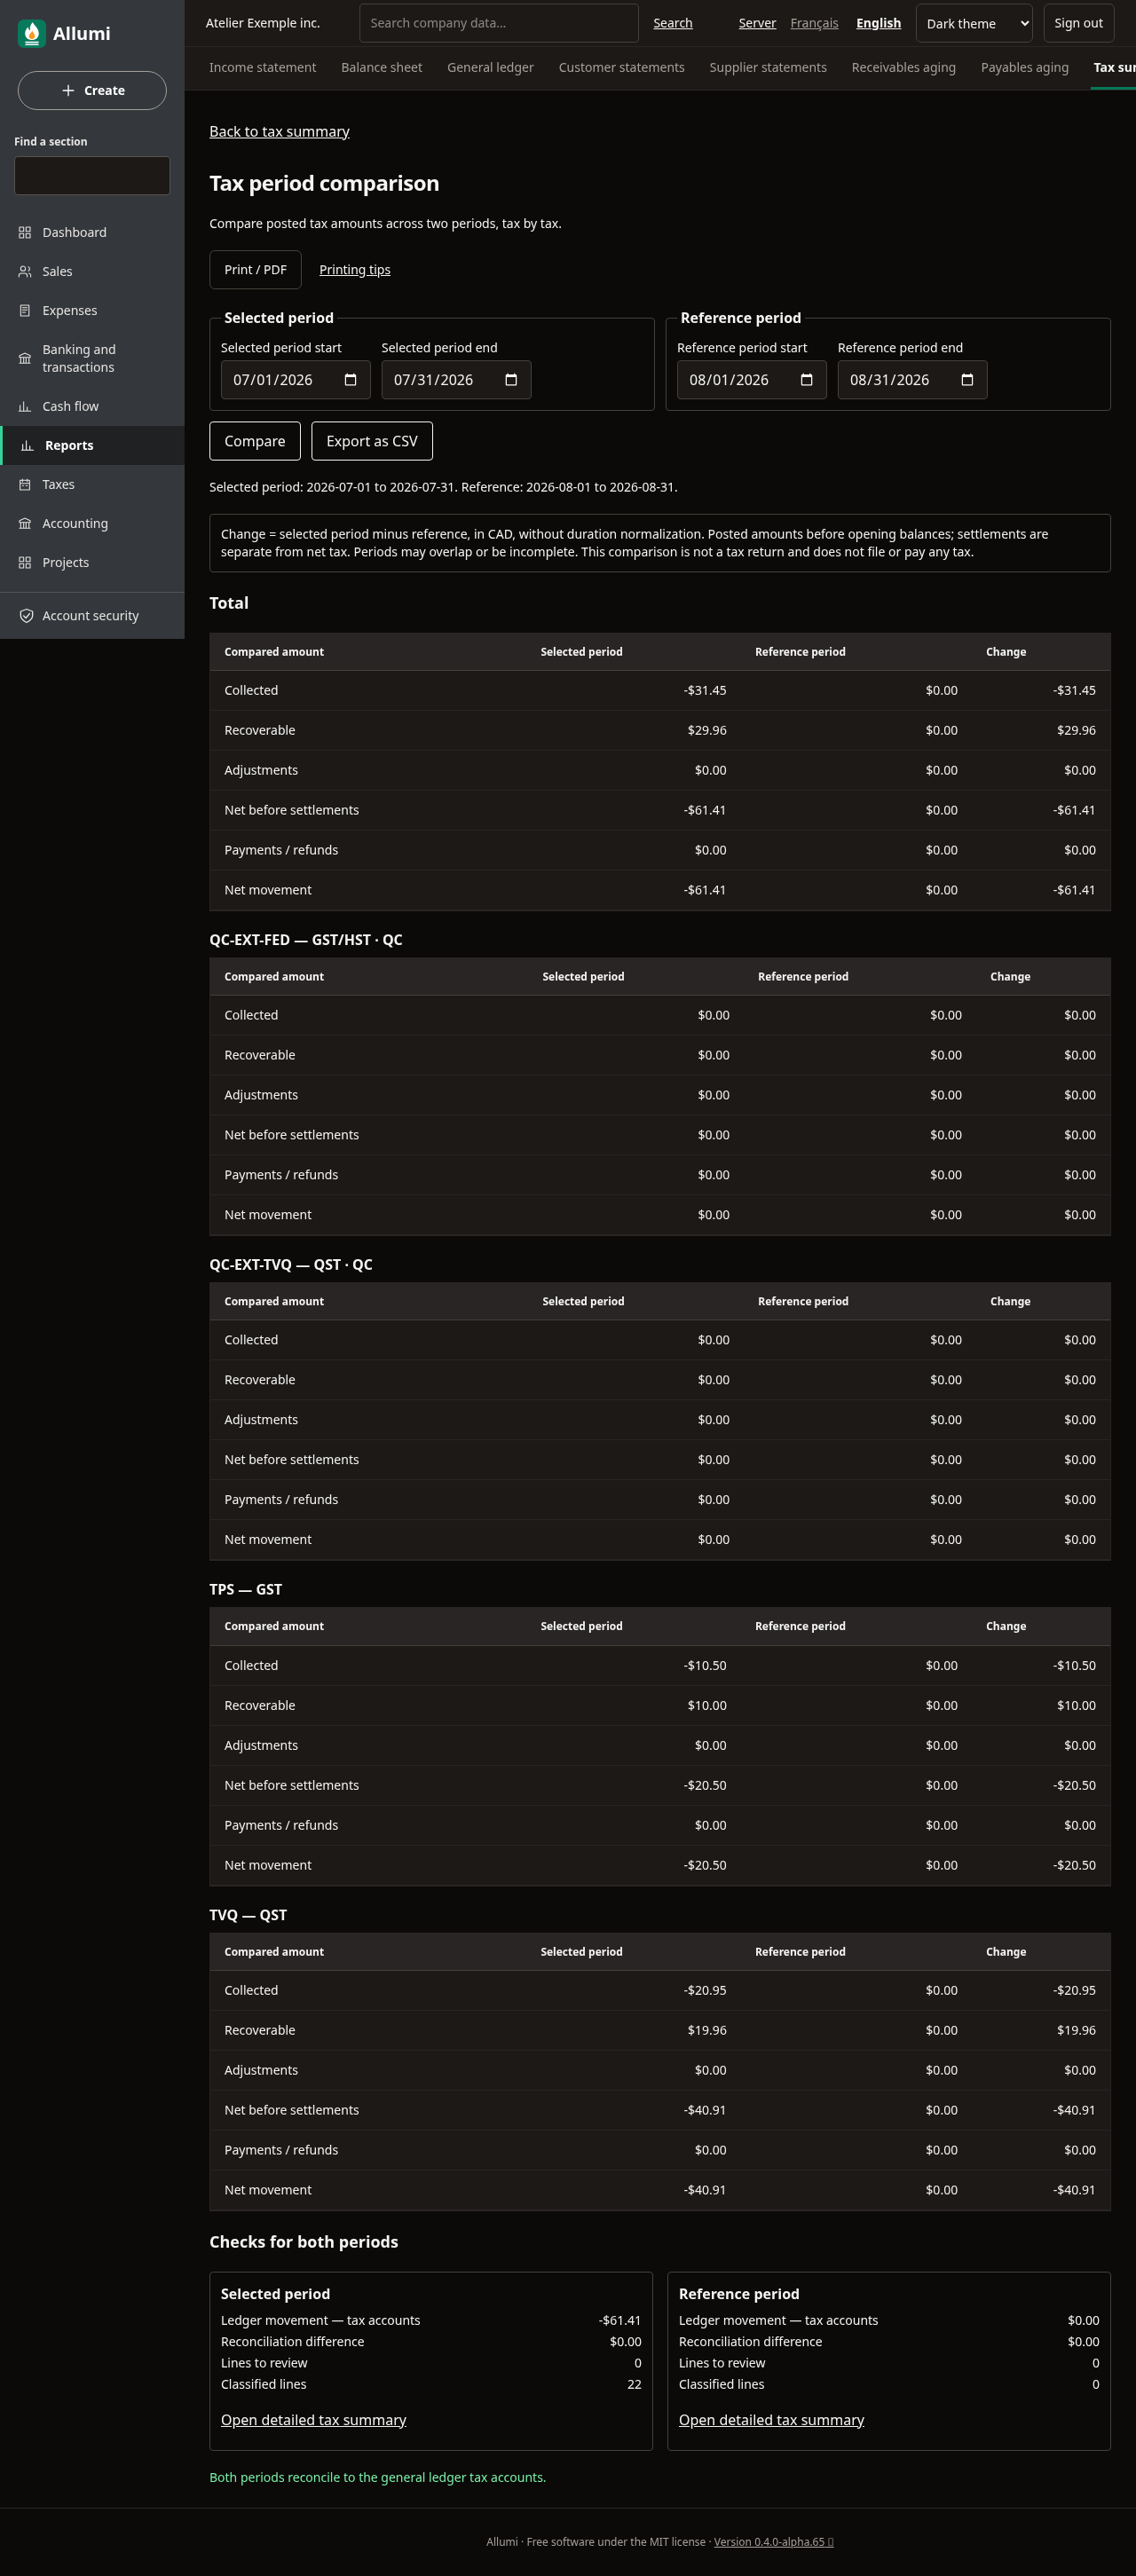 Allumi
Create
Find a section
Dashboard
Sales
Expenses
Banking and
transactions
Cash flow
Reports
Taxes
Accounting
Projects
Account security
Atelier Exemple inc.
Search company data...
Search
Server
Français
English
Dark theme
Sign out
Income statement
Balance sheet
General ledger
Customer statements
Supplier statements
Receivables aging
Payables aging
Back to tax summary
Tax period comparison
Compare posted tax amounts across two periods, tax by tax.
Print / PDF
Printing tips
Selected period
Selected period start
Selected period end
07/01/2026
07/31/2026
Reference period
Reference period start
Reference period end
08/01/2026
08/31/2026
Compare
Export as CSV
Selected period: 2026-07-01 to 2026-07-31. Reference: 2026-08-01 to 2026-08-31.
Change = selected period minus reference, in CAD, without duration normalization. Posted amounts before opening balances; settlements are
separate from net tax. Periods may overlap or be incomplete. This comparison is not a tax return and does not file or pay any tax.
Total
Compared amount Selected period Reference period Change
Collected -$31.45 $0.00 -$31.45
Recoverable $29.96 $0.00 $29.96
Adjustments $0.00 $0.00 $0.00
Net before settlements -$61.41 $0.00 -$61.41
Payments / refunds $0.00 $0.00 $0.00
Net movement -$61.41 $0.00 -$61.41
QC-EXT-FED — GST/HST · QC
Compared amount Selected period Reference period Change
Collected $0.00 $0.00 $0.00
Recoverable $0.00 $0.00 $0.00
Adjustments $0.00 $0.00 $0.00
Net before settlements $0.00 $0.00 $0.00
Payments / refunds $0.00 $0.00 $0.00
Net movement $0.00 $0.00 $0.00
QC-EXT-TVQ — QST · QC
Compared amount Selected period Reference period Change
Collected $0.00 $0.00 $0.00
Recoverable $0.00 $0.00 $0.00
Adjustments $0.00 $0.00 $0.00
Net before settlements $0.00 $0.00 $0.00
Payments / refunds $0.00 $0.00 $0.00
Net movement $0.00 $0.00 $0.00
TPS — GST
Compared amount Selected period Reference period Change
Collected -$10.50 $0.00 -$10.50
Recoverable $10.00 $0.00 $10.00
Adjustments $0.00 $0.00 $0.00
Net before settlements -$20.50 $0.00 -$20.50
Payments / refunds $0.00 $0.00 $0.00
Net movement -$20.50 $0.00 -$20.50
TVQ — QST
Compared amount Selected period Reference period Change
Collected -$20.95 $0.00 -$20.95
Recoverable $19.96 $0.00 $19.96
Adjustments $0.00 $0.00 $0.00
Net before settlements -$40.91 $0.00 -$40.91
Payments / refunds $0.00 $0.00 $0.00
Net movement -$40.91 $0.00 -$40.91
Checks for both periods
Selected period
Ledger movement — tax accounts -$61.41
Reconciliation difference $0.00
Lines to review 0
Classified lines 22
Open detailed tax summary
Reference period
Ledger movement — tax accounts $0.00
Reconciliation difference $0.00
Lines to review 0
Classified lines 0
Open detailed tax summary
Both periods reconcile to the general ledger tax accounts.
Allumi · Free software under the MIT license · Version 0.4.0-alpha.65